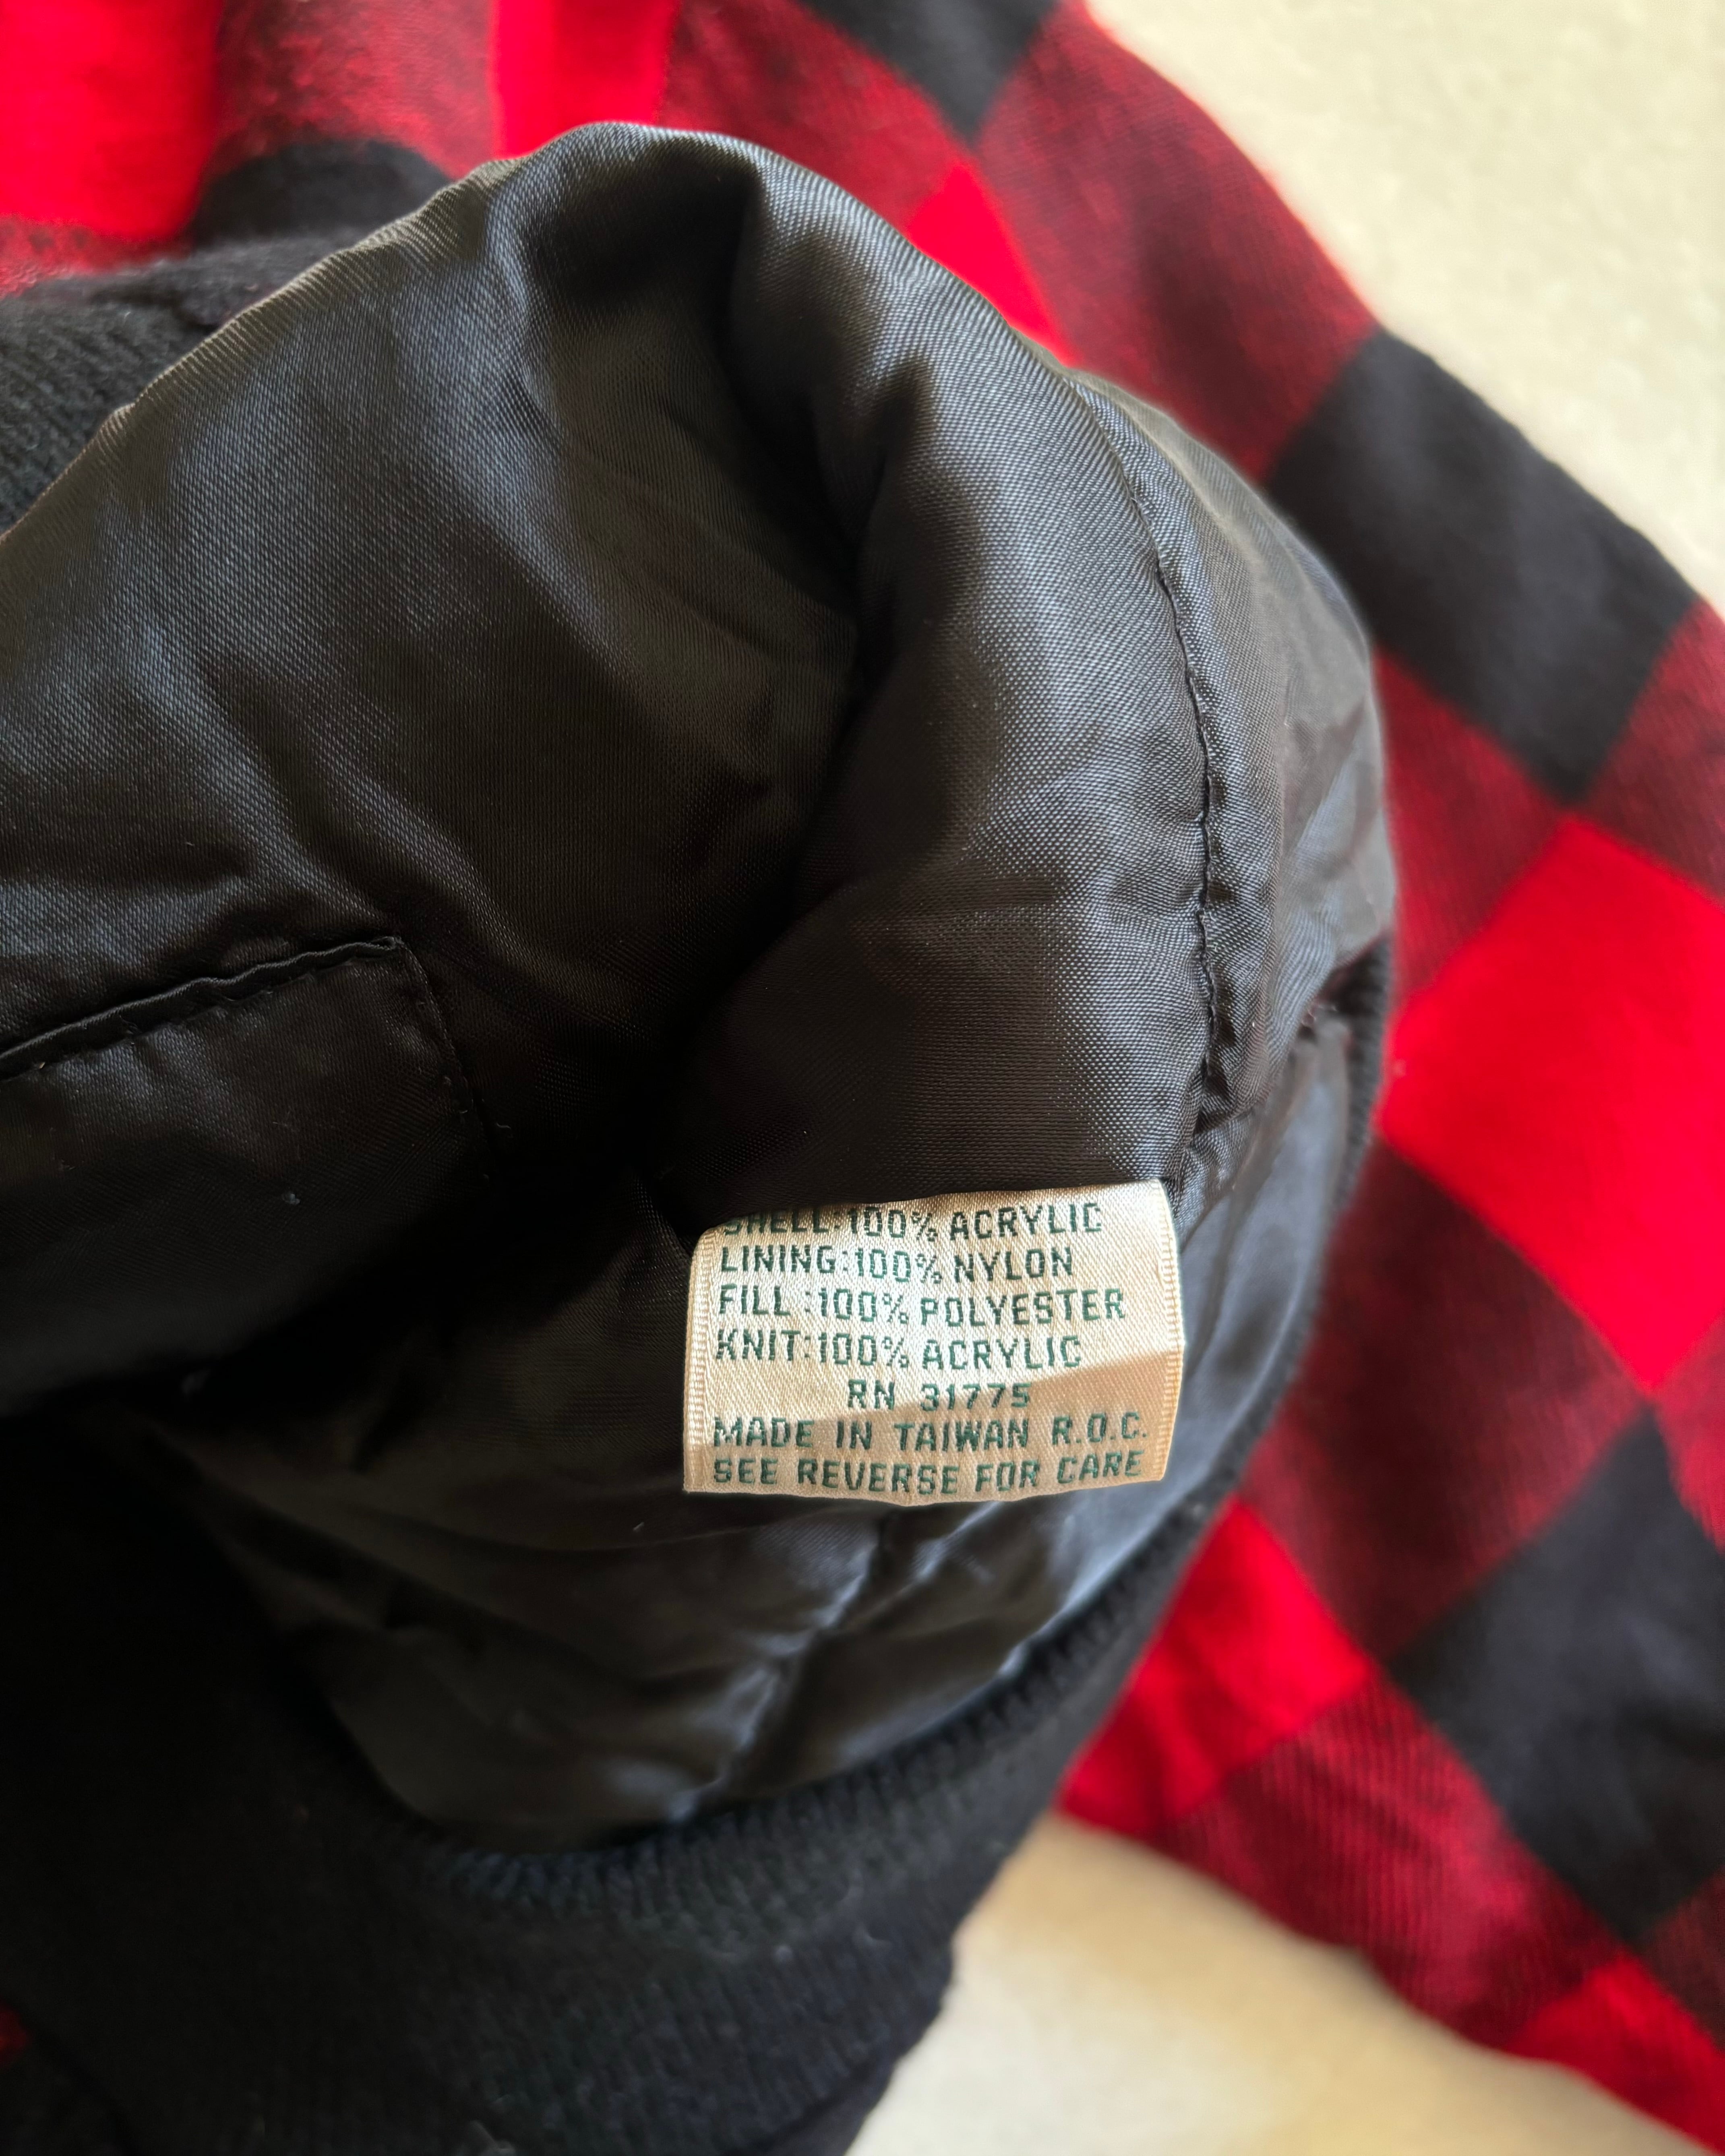 SHELL:100% ACRYLIC
LINING:100% NYLON
FILL :100% POLYESTER
KNIT:100% ACRYLIC
RN 31775
MADE IN TAIWAN R.O.C.
SEE REVERSE FOR CARE